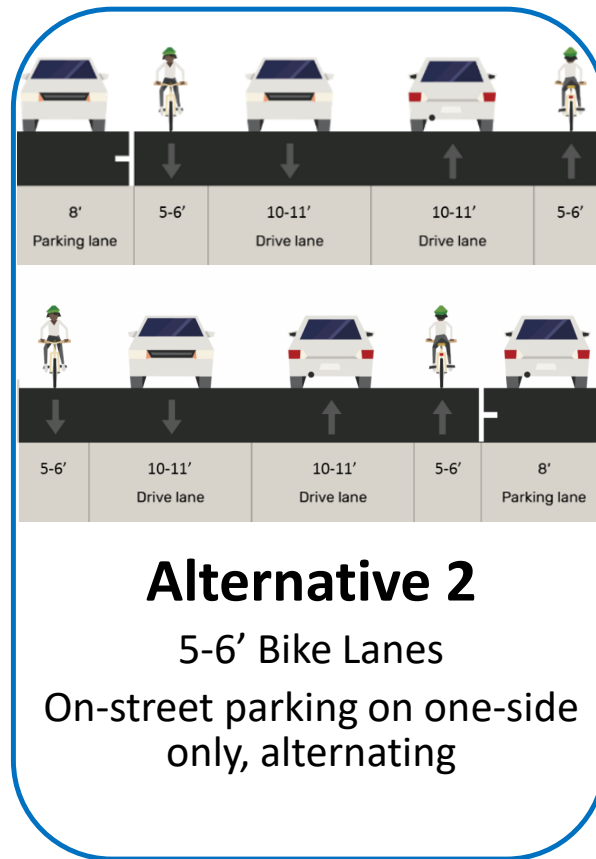 8' 5-6' 10-11' 10-11' 5-6'
Parking lane Drive lane Drive lane
5-6' 10-11' 10-11' 5-6' 8'
Drive lane Drive lane Parking lane
Alternative 2
5-6’ Bike Lanes
On-street parking on one-side
only, alternating